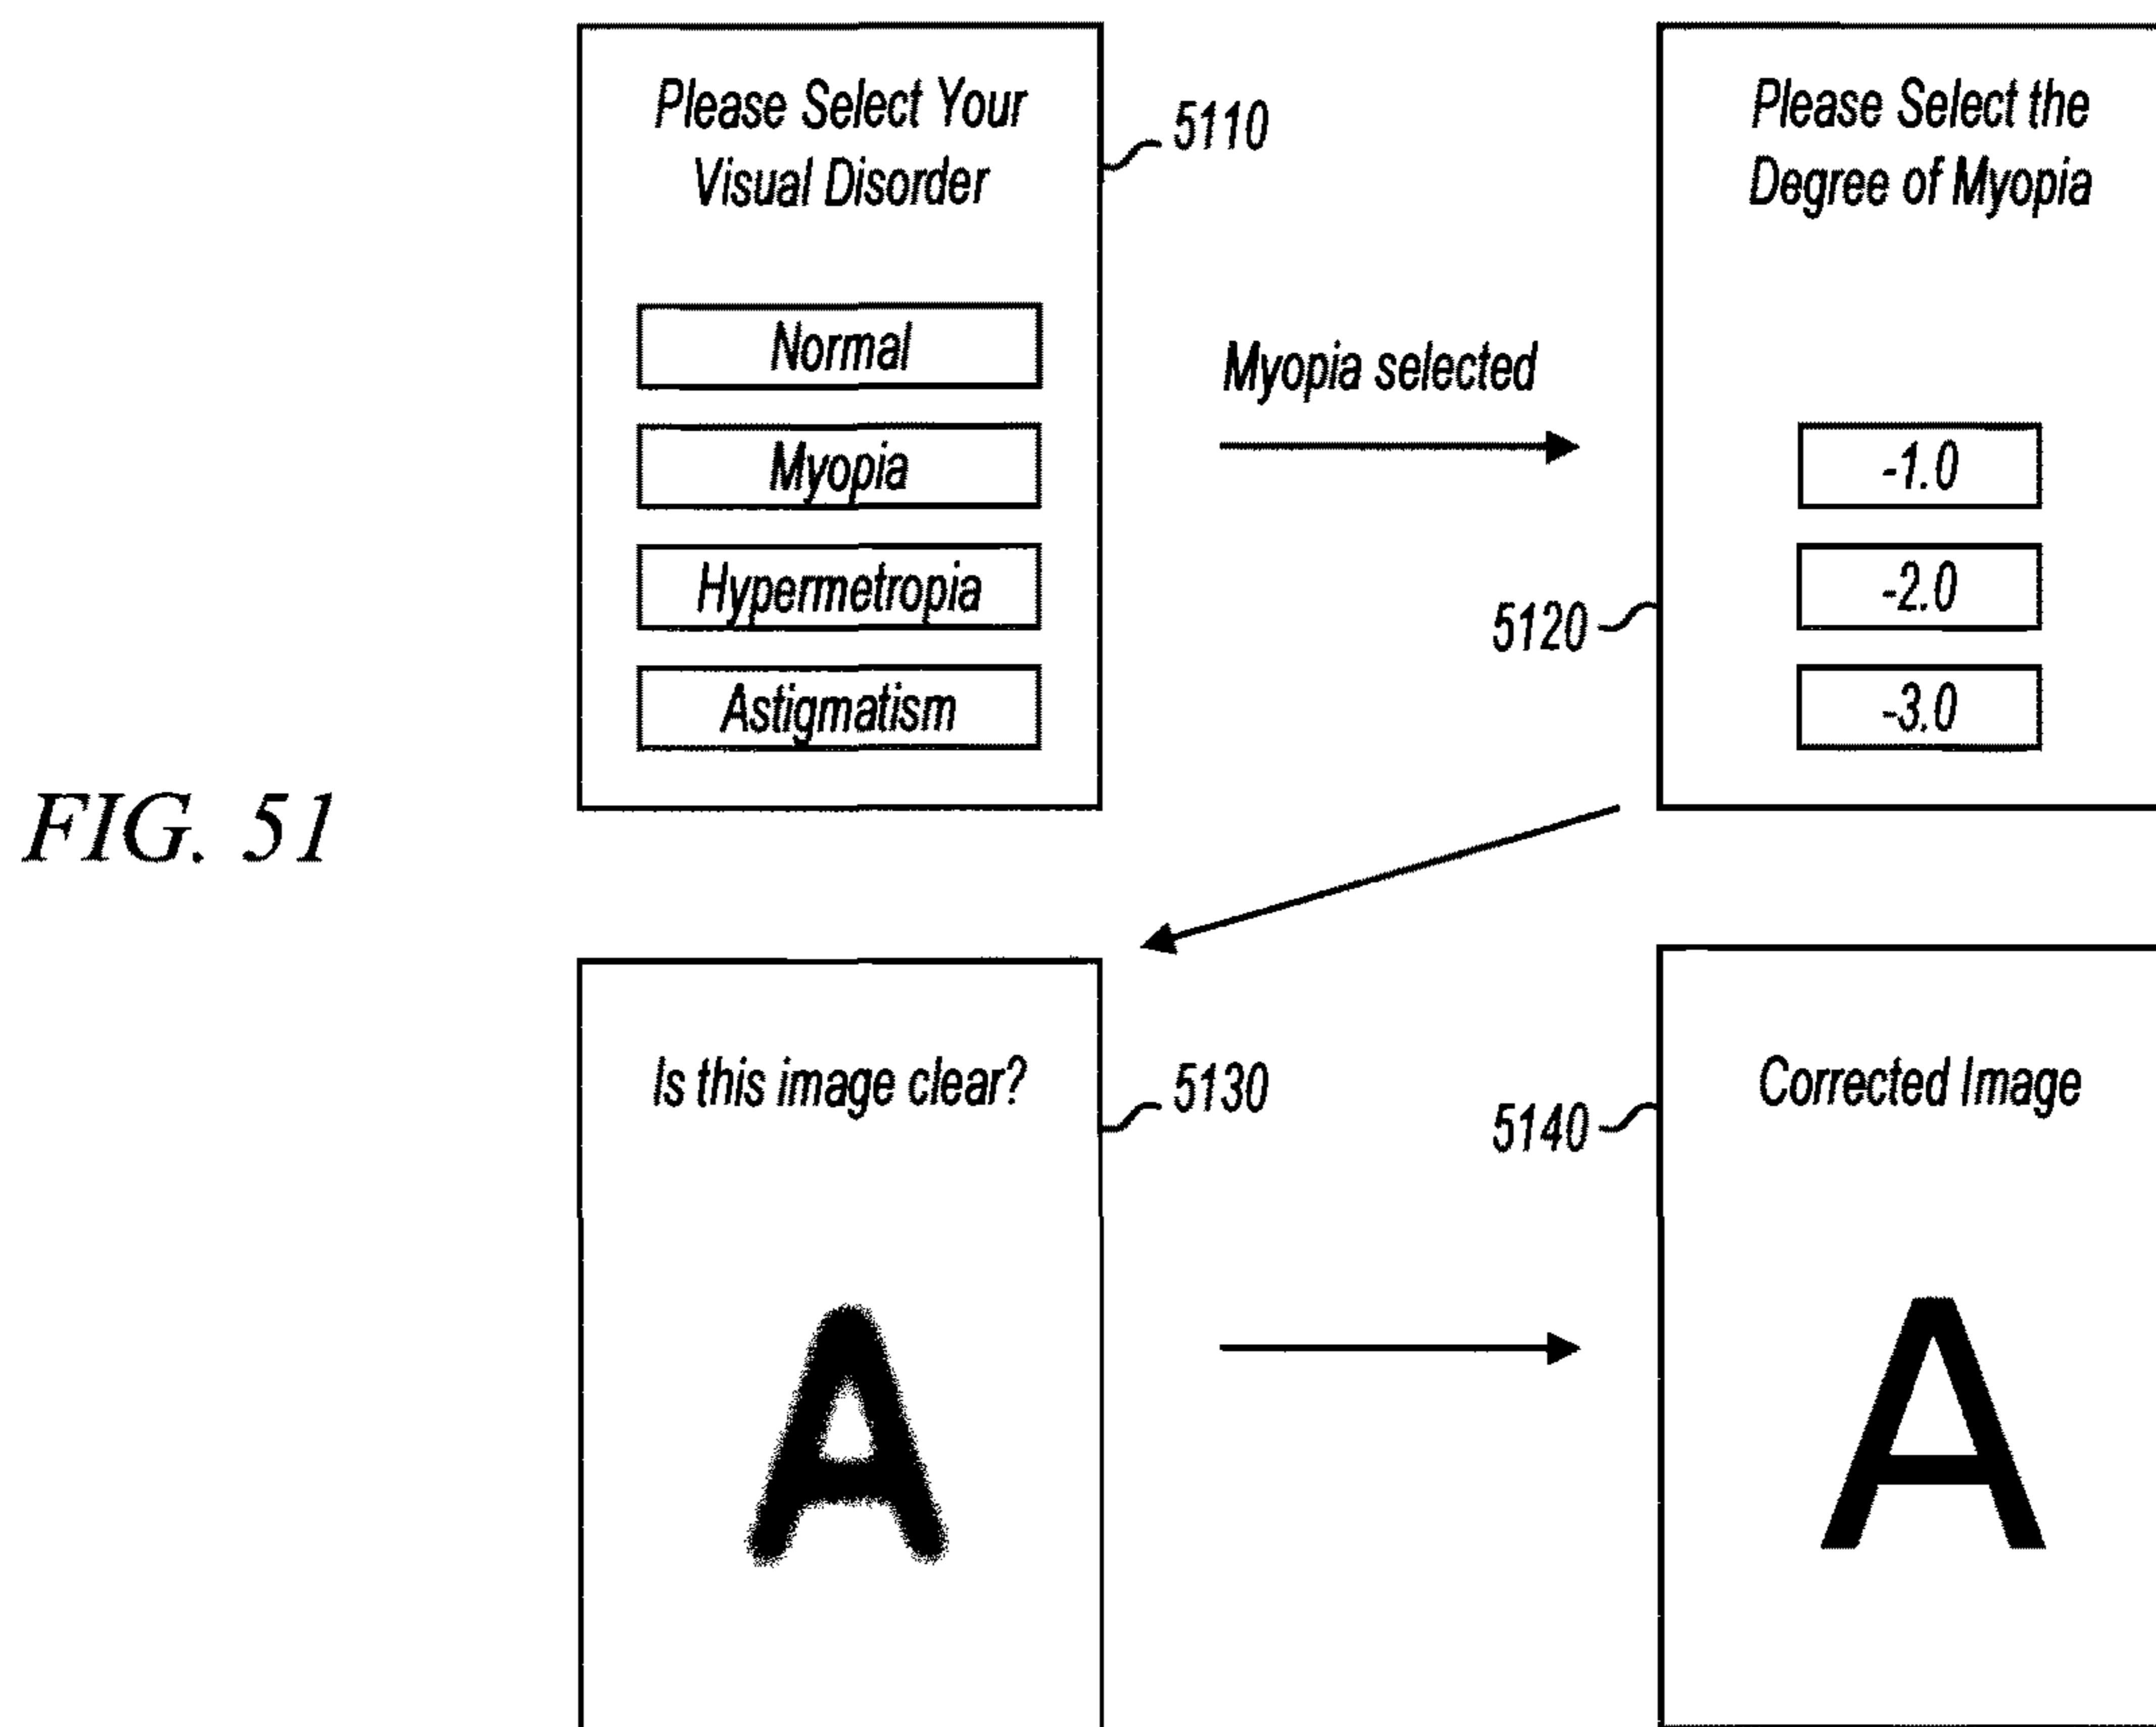 Please Select Your
Visual Disorder
5110
Normal
Myopia
Hypermetropia
Astigmatism
Myopia selected
Please Select the
Degree of Myopia
-1.0
-2.0
-3.0
5120
FIG. 51
Is this image clear?
5130
A
5140
Corrected Image
A